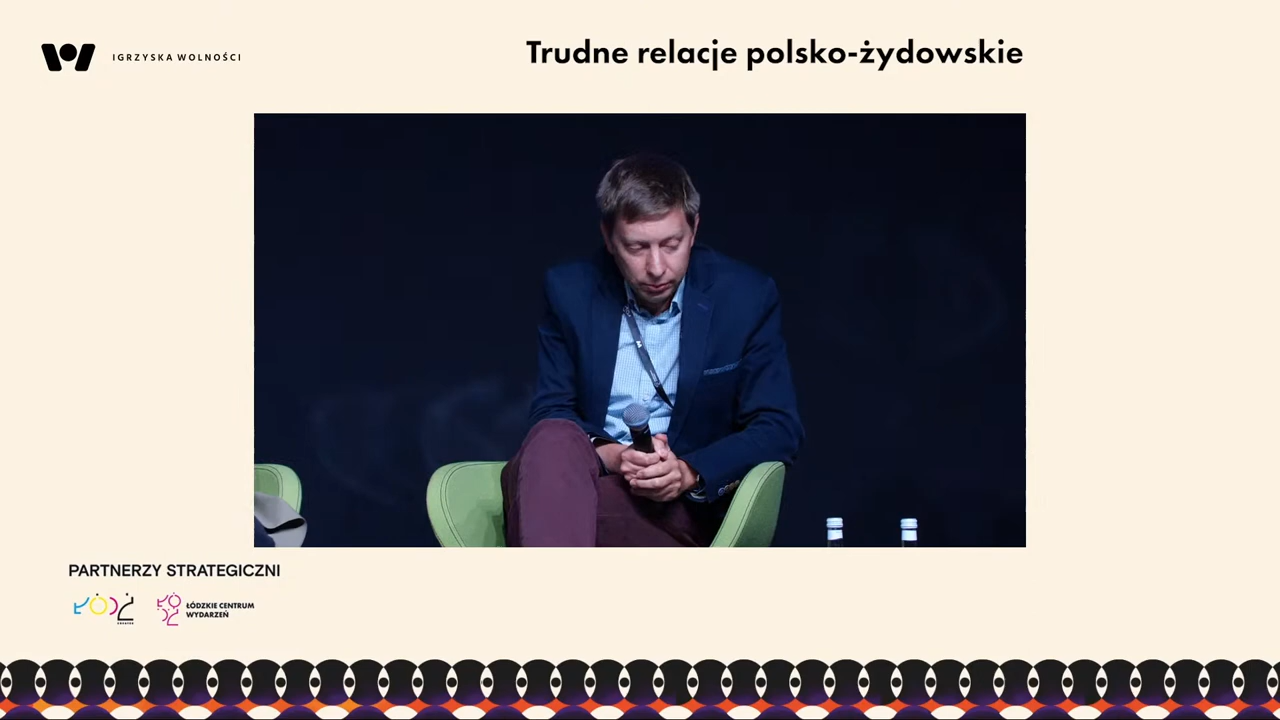 IGRZYSKA WOLNOŚCI
Trudne relacje polsko-żydowskie
PARTNERZY STRATEGICZNI
ŁÓDZKIE CENTRUM
WYDARZEŃ